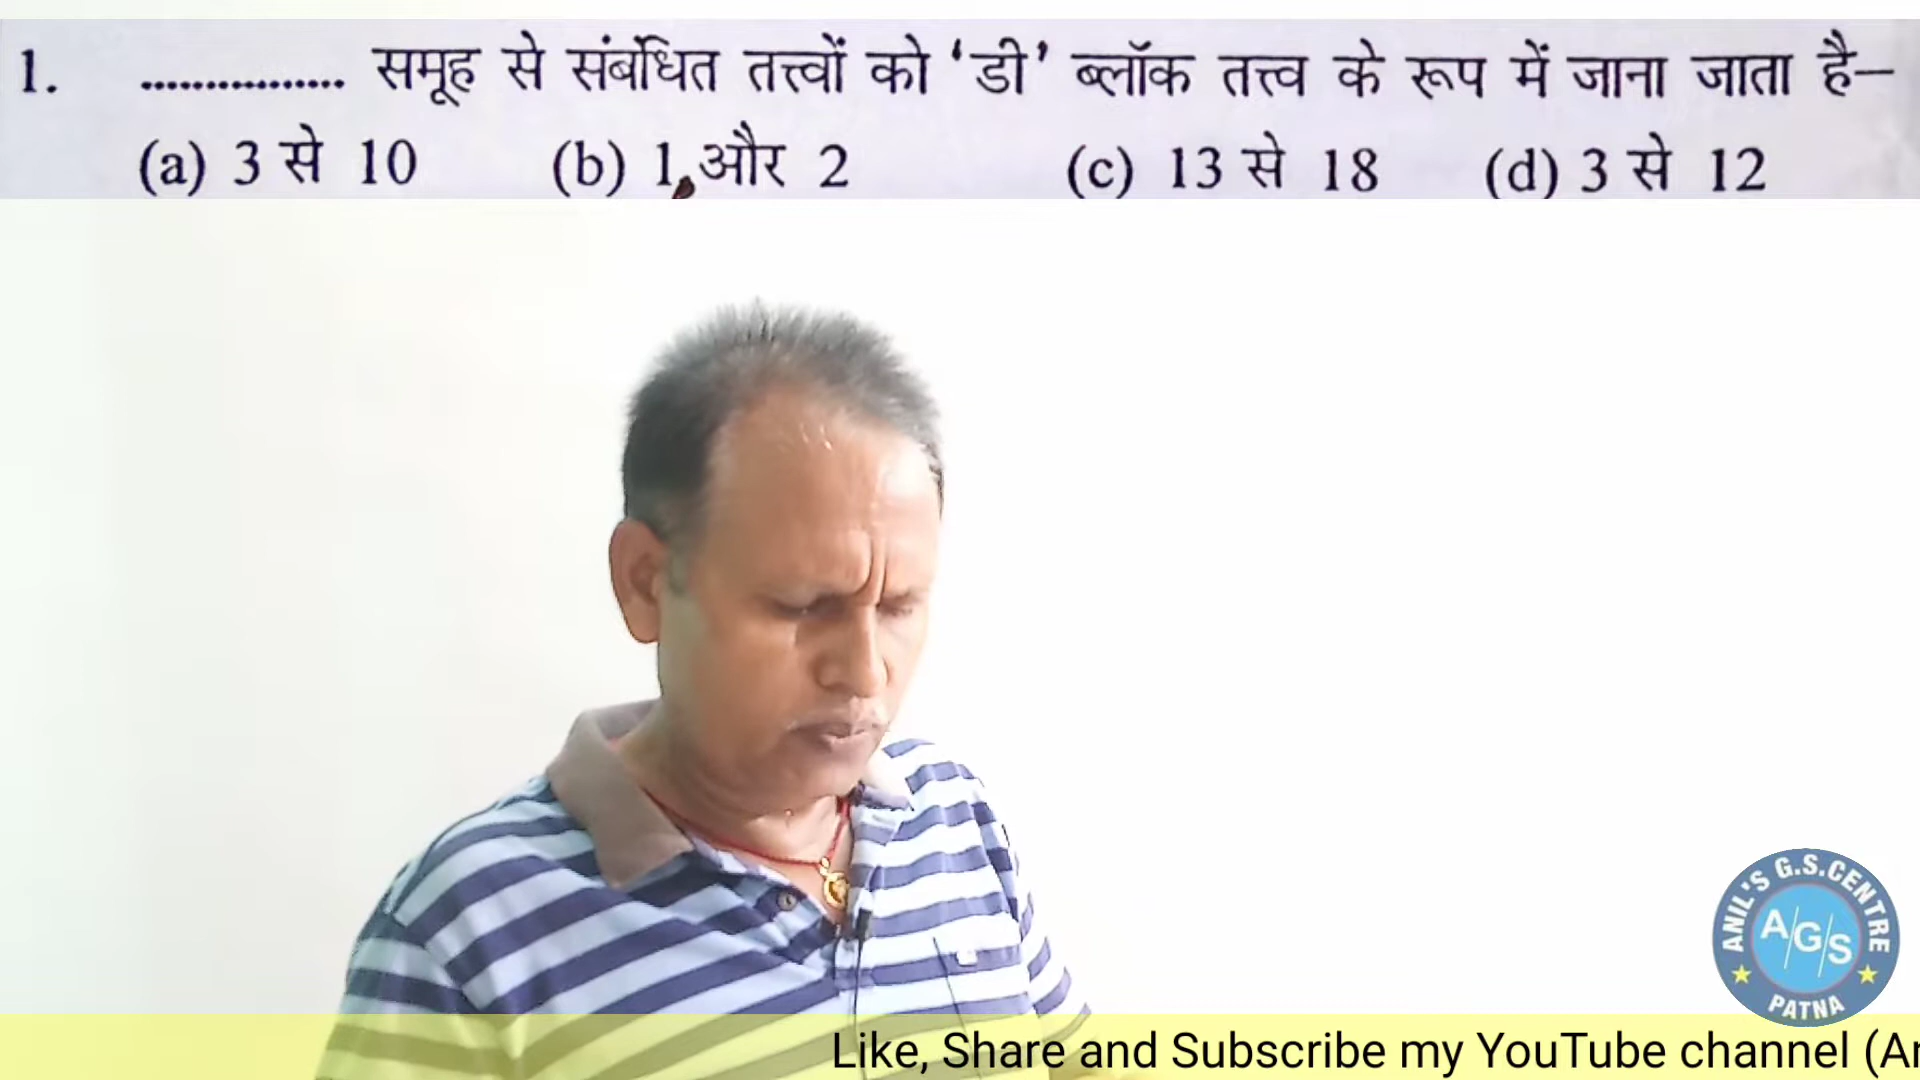 1. ................ समूह से संबंधित तत्त्वों को ‘डी’ ब्लॉक तत्त्व के रूप में जाना जाता है–
(a) 3 से 10 (b) 1 और 2 (c) 13 से 18 (d) 3 से 12
ANIL'S G.S.CENTRE
A/G/S
PATNA
Like, Share and Subscribe my YouTube channel (An